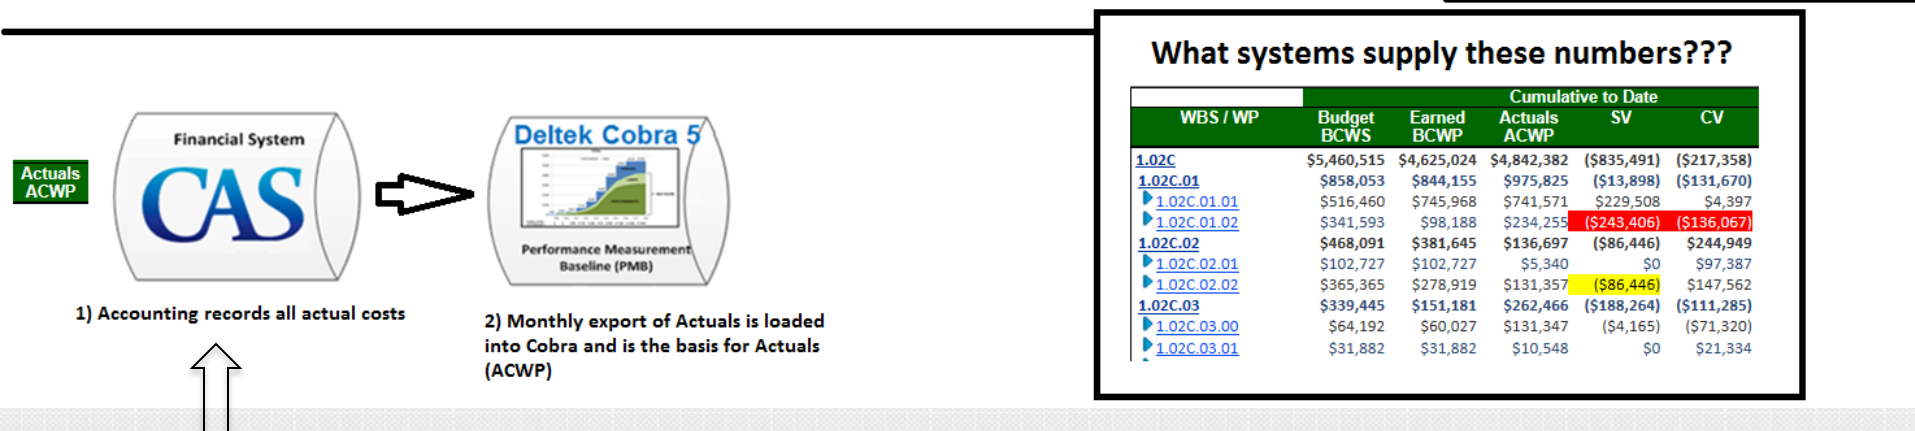 What systems supply these numbers???
Cumulative to Date
WBS / WP Budget BCWS Earned BCWP Actuals ACWP SV CV
1.02C $5,460,515 $4,625,024 $4,842,382 ($835,491) ($217,358)
1.02C.01 $858,053 $844,155 $975,825 ($13,898) ($131,670)
1.02C.01.01 $516,460 $745,968 $741,571 $229,508 $4,397
1.02C.01.02 $341,593 $98,188 $234,255 ($243,406) ($136,067)
1.02C.02 $468,091 $381,645 $136,697 ($86,446) $244,949
1.02C.02.01 $102,727 $102,727 $5,340 $0 $97,387
1.02C.02.02 $365,365 $278,919 $131,357 ($86,446) $147,562
1.02C.03 $339,445 $151,181 $262,466 ($188,264) ($111,285)
1.02C.03.00 $64,192 $60,027 $131,347 ($4,165) ($71,320)
1.02C.03.01 $31,882 $31,882 $10,548 $0 $21,334
Actuals
ACWP
Financial System
CAS
1) Accounting records all actual costs
Deltek Cobra 5
Performance Measurement
Baseline (PMB)
2) Monthly export of Actuals is loaded
into Cobra and is the basis for Actuals
(ACWP)